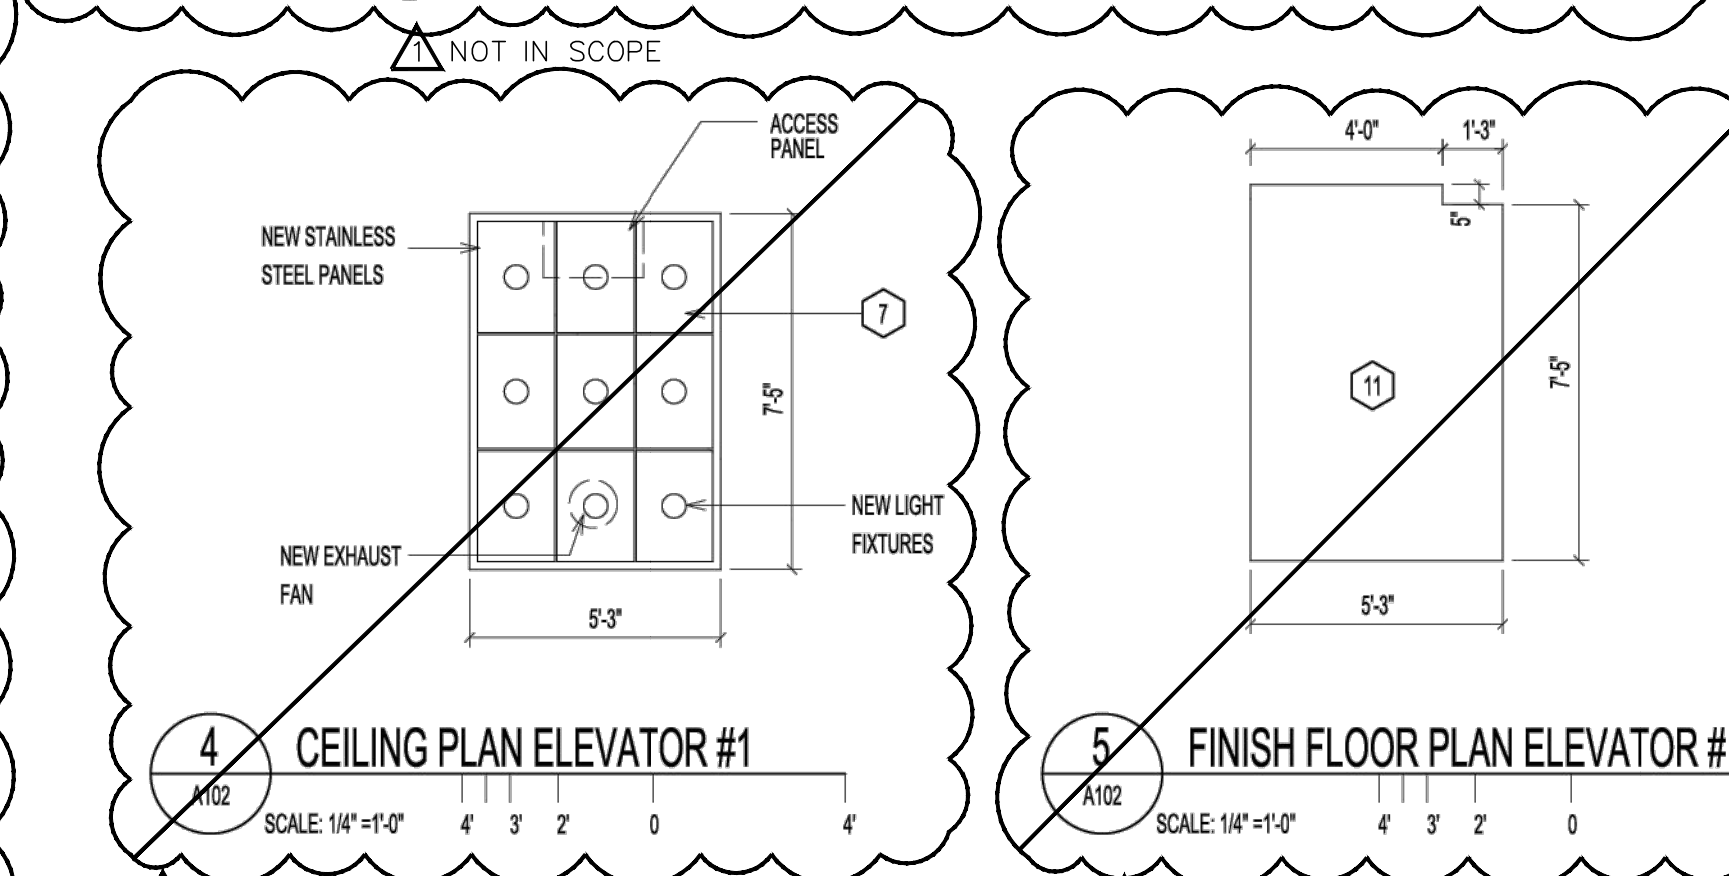 1 NOT IN SCOPE
ACCESS
PANEL
NEW STAINLESS
STEEL PANELS
7
7'-5"
NEW LIGHT
FIXTURES
NEW EXHAUST
FAN
5'-3"
4
A102
CEILING PLAN ELEVATOR #1
SCALE: 1/4" =1'-0"
4' 3' 2' 0 4'
4'-0" 1'-3"
5"
11
7'-5"
5'-3"
5
A102
FINISH FLOOR PLAN ELEVATOR #
SCALE: 1/4" =1'-0"
4' 3' 2' 0